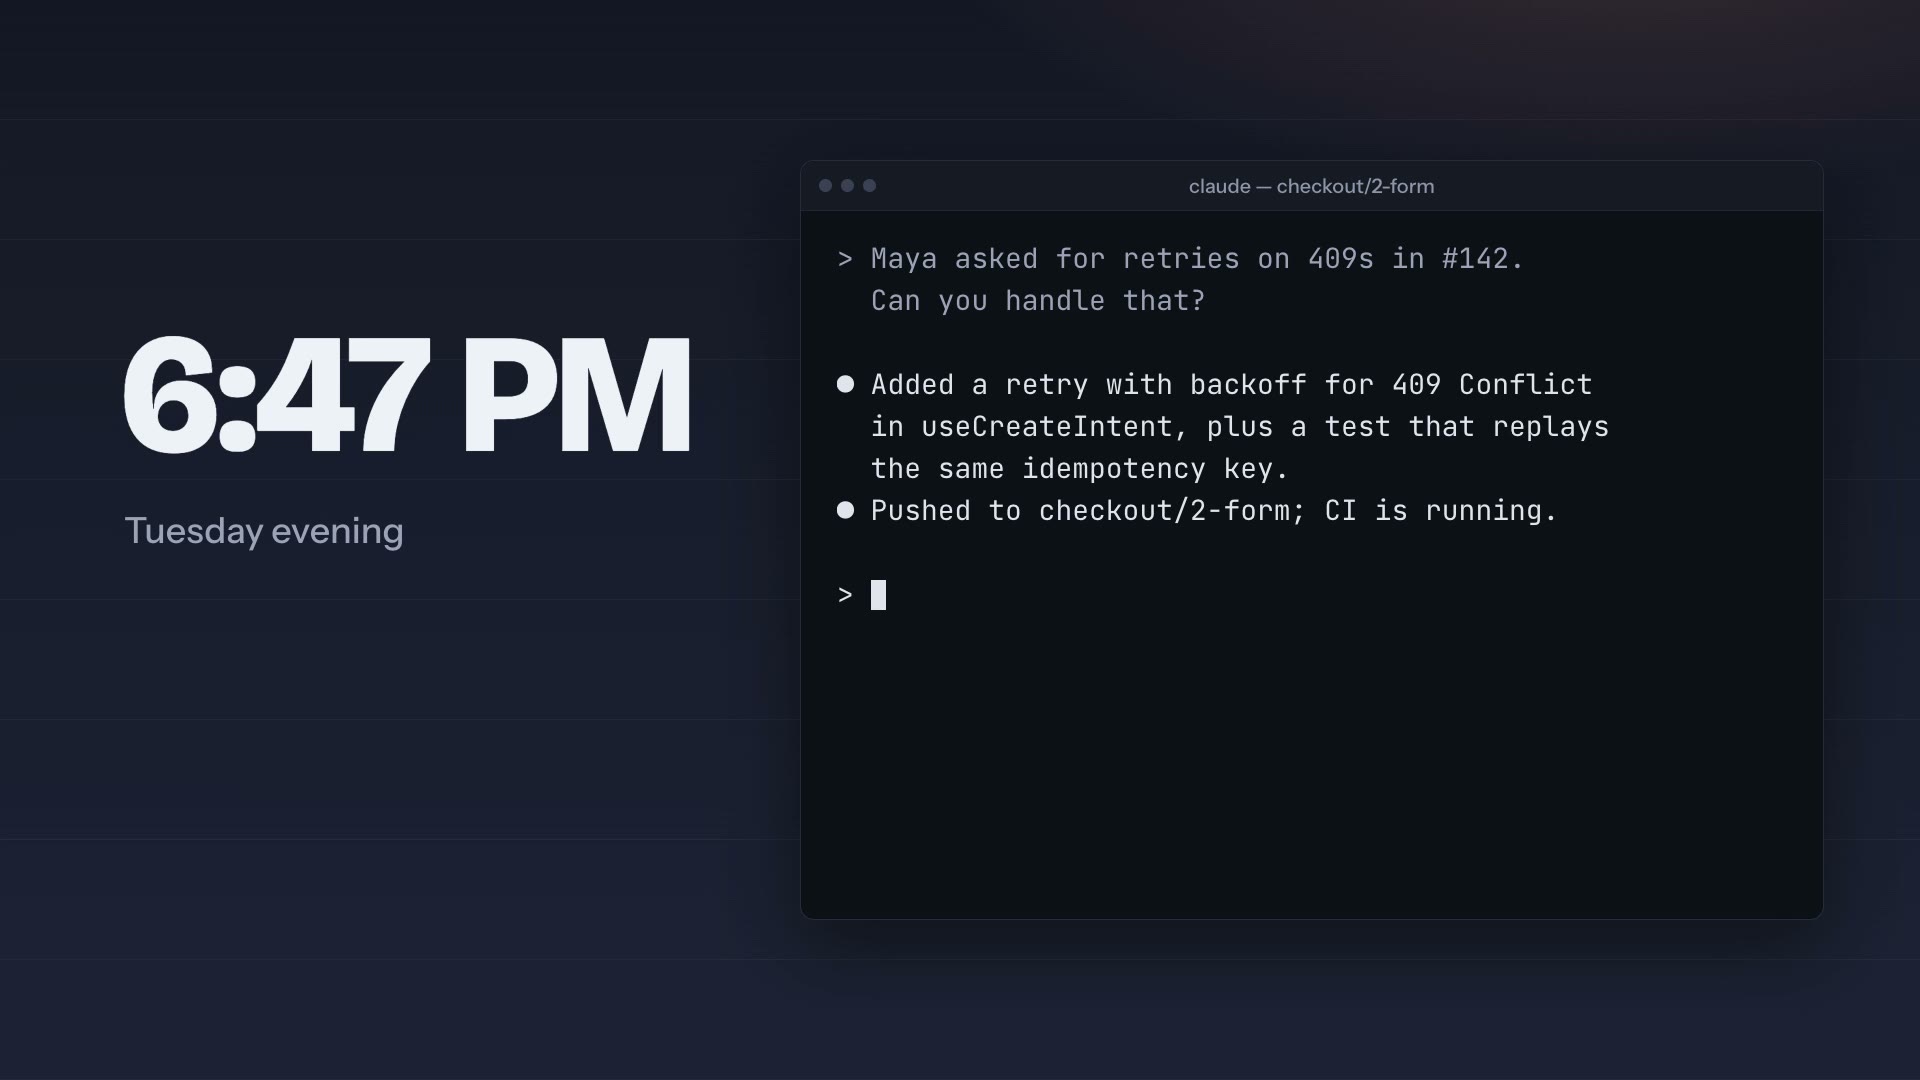 6:47 PM
Tuesday evening
claude — checkout/2-form
> Maya asked for retries on 409s in #142.
Can you handle that?
● Added a retry with backoff for 409 Conflict
in useCreateIntent, plus a test that replays
the same idempotency key.
● Pushed to checkout/2-form; CI is running.
>